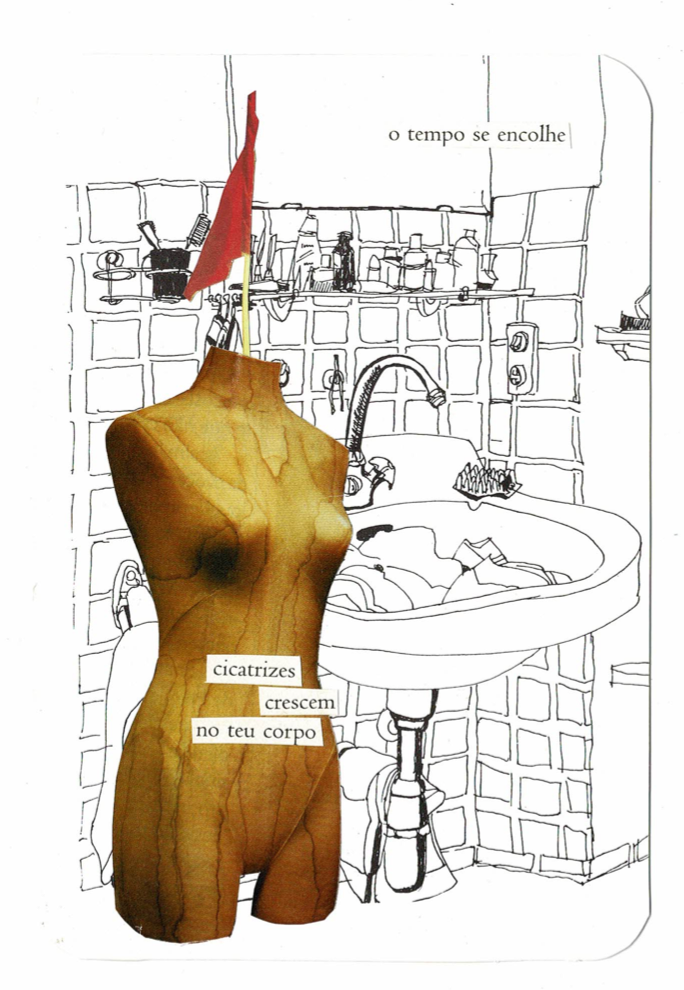 o tempo se encolhe
cicatrizes
crescem
no teu corpo